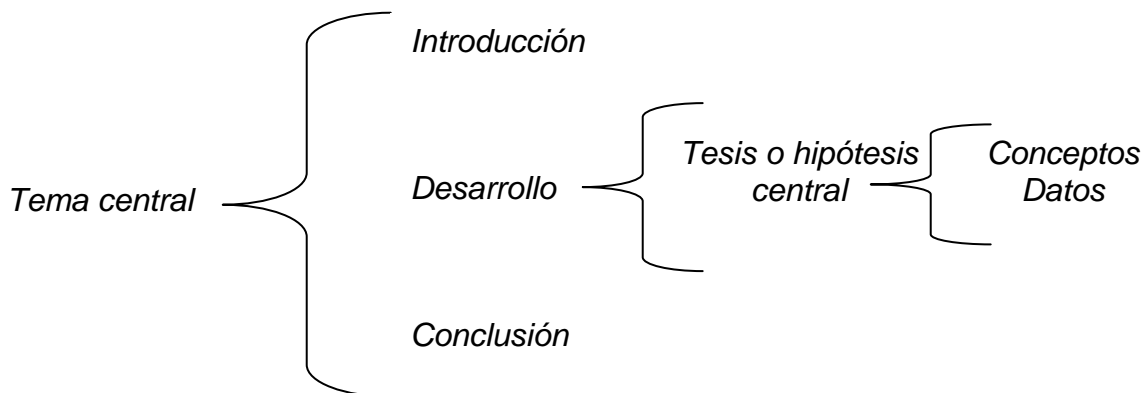 Introducción
Tema central
Desarrollo
Tesis o hipótesis
central
Conceptos
Datos
Conclusión